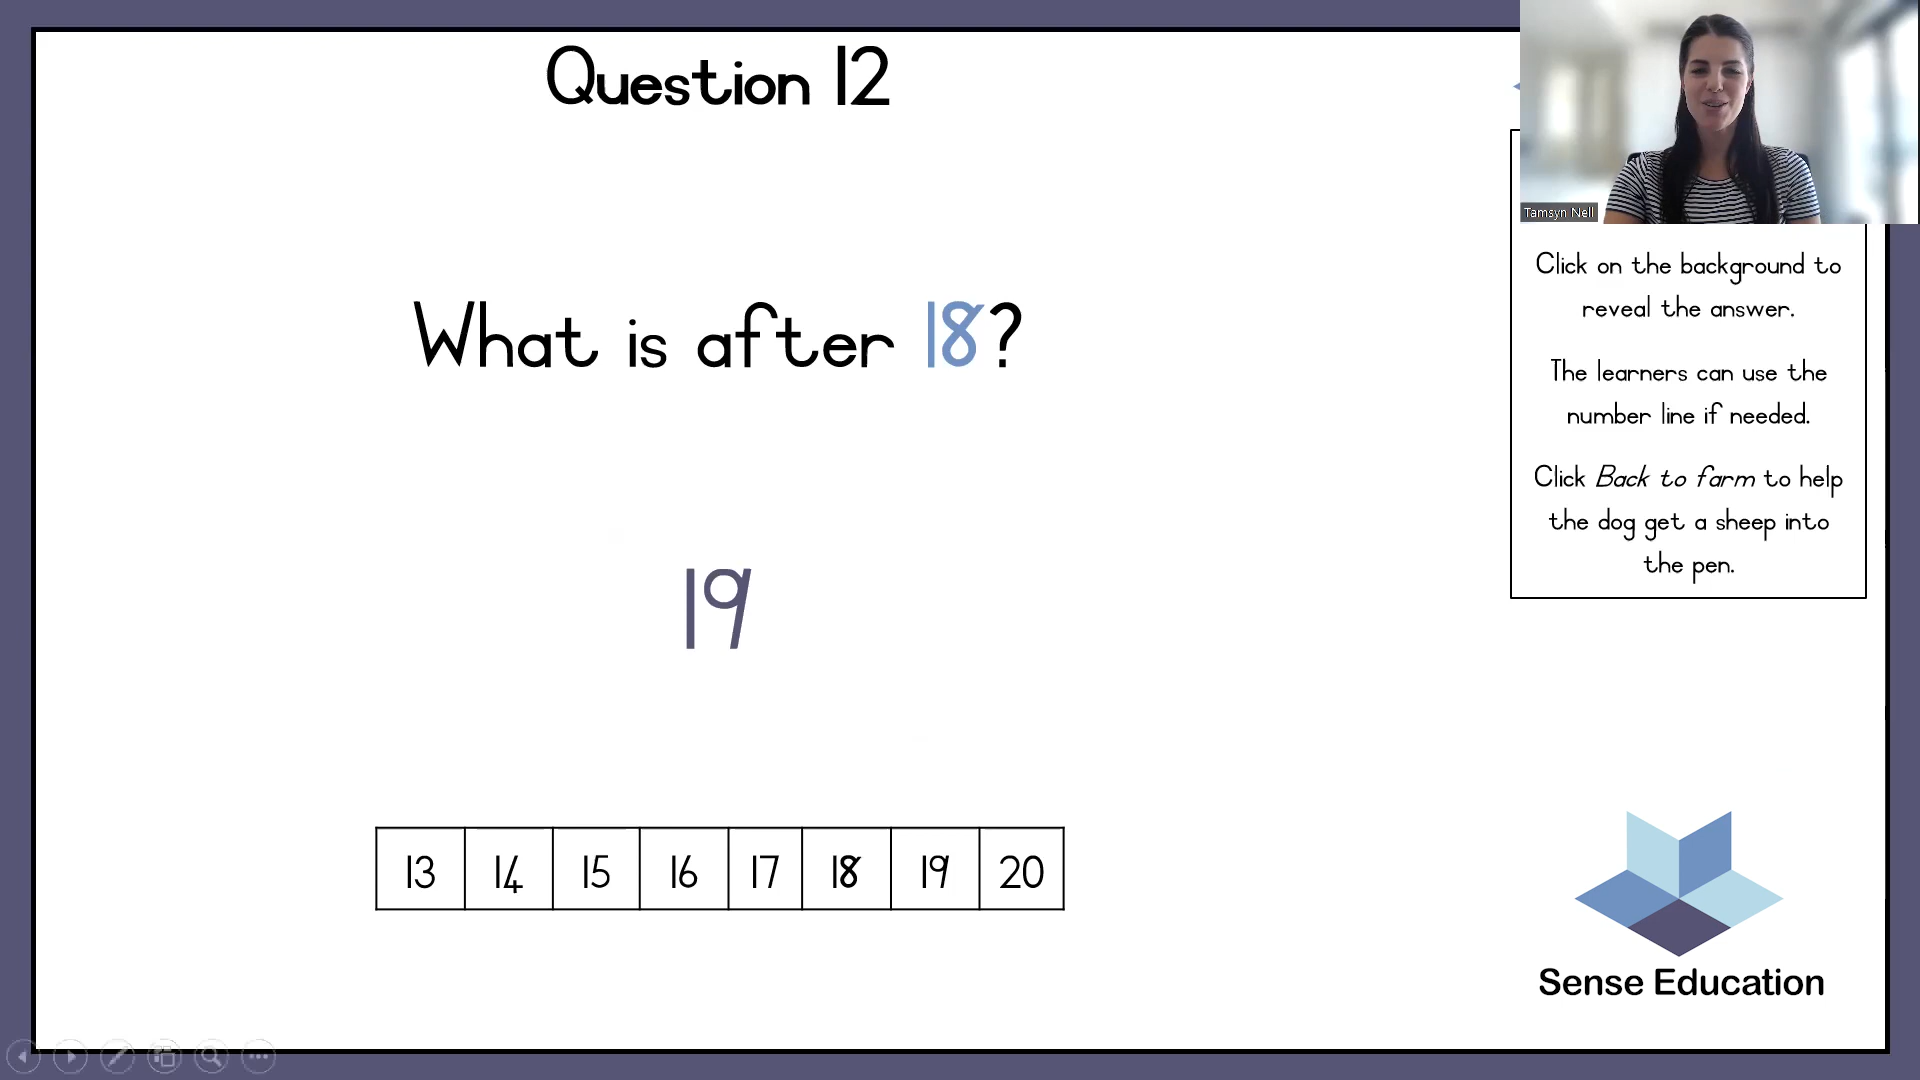 Question 12
What is after 18?
19
13 14 15 16 17 18 19 20
Tamsyn Nell
Click on the background to
reveal the answer.
The learners can use the
number line if needed.
Click Back to farm to help
the dog get a sheep into
the pen.
Sense Education